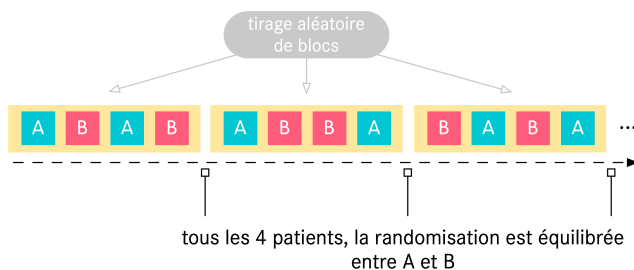 tirage aléatoire
de blocs
A B A B A B B A B A B A ...
tous les 4 patients, la randomisation est équilibrée
entre A et B